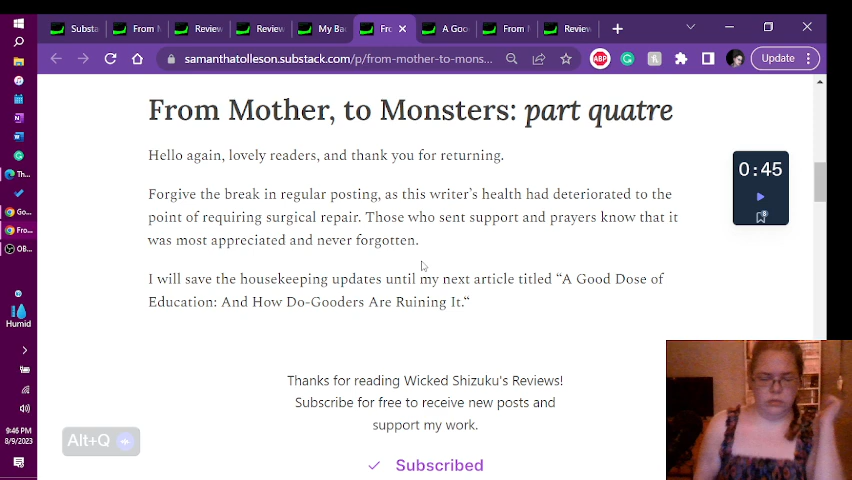 Substa
From M
Review
Review
My Ba
Fro
A Goo
From M
Review
samanthatolleson.substack.com/p/from-mother-to-mons...
ABP
Update
From Mother, to Monsters: part quatre
Hello again, lovely readers, and thank you for returning.
0:45
Forgive the break in regular posting, as this writer's health had deteriorated to the
point of requiring surgical repair. Those who sent support and prayers know that it
was most appreciated and never forgotten.
I will save the housekeeping updates until my next article titled “A Good Dose of
Education: And How Do-Gooders Are Ruining It.“
Thanks for reading Wicked Shizuku's Reviews!
Subscribe for free to receive new posts and
support my work.
Subscribed
Th...
Go...
Fro...
OB...
Humid
9:46 PM
8/9/2023
Alt+Q